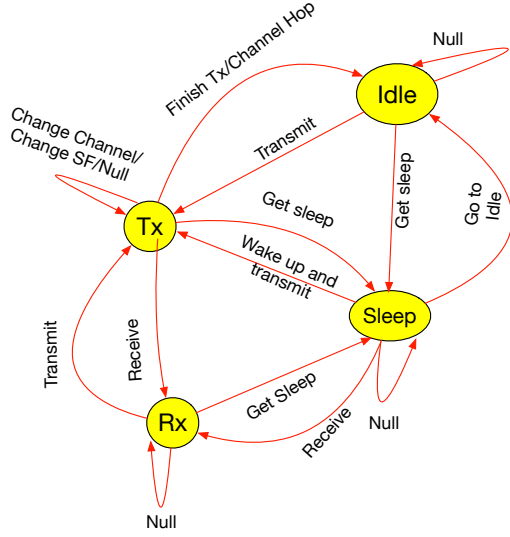 Null
Idle
Finish Tx/Channel Hop
Transmit
Change Channel/
Change SF/Null
Get sleep
Go to
Idle
Tx
Get sleep
Wake up and
transmit
Sleep
Transmit
Receive
Get Sleep
Receive
Null
Rx
Null